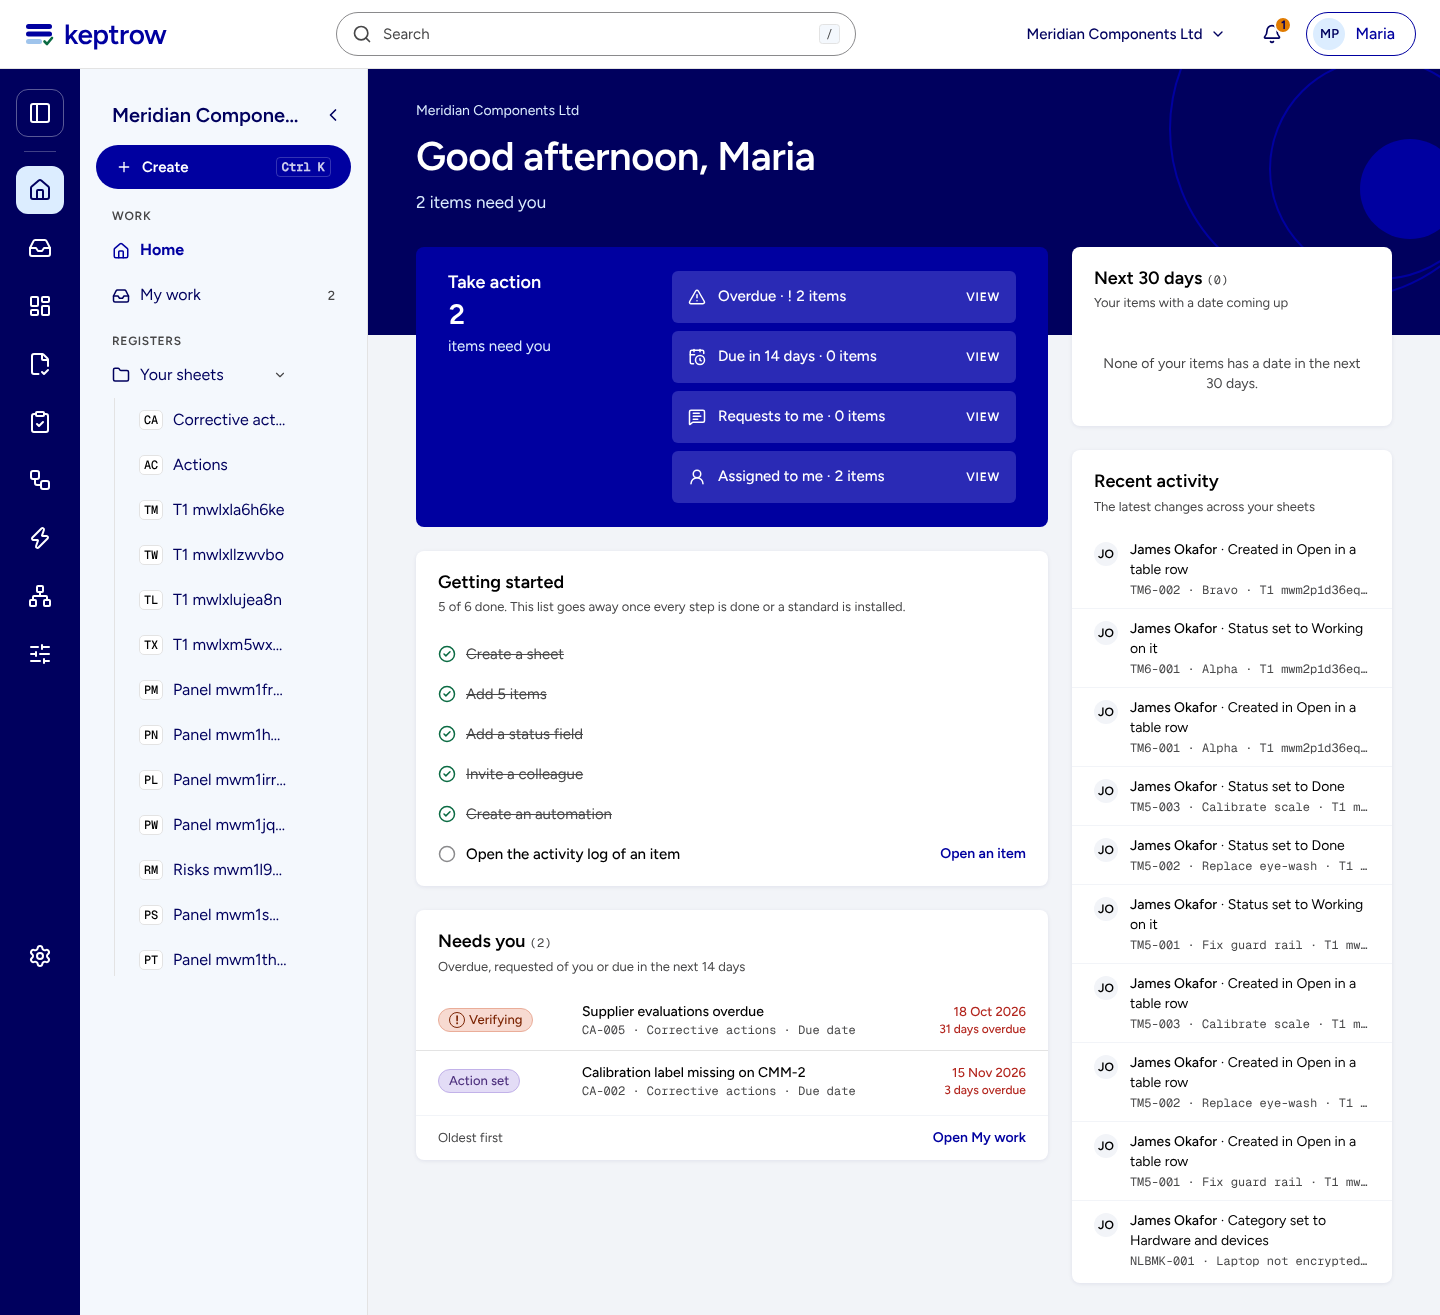 keptrow
Search
/
Meridian Components Ltd
1
MP
Maria
Meridian Compone...
Create
Ctrl K
WORK
Home
My work
2
REGISTERS
Your sheets
CA Corrective act...
AC Actions
TM T1 mwlxla6h6ke
TW T1 mwlxllzwvbo
TL T1 mwlxlujea8n
TX T1 mwlxm5wx...
PM Panel mwm1fr...
PN Panel mwm1h...
PL Panel mwm1irr...
PW Panel mwm1jq...
RM Risks mwm1l9...
PS Panel mwm1s...
PT Panel mwm1th...
Meridian Components Ltd
Good afternoon, Maria
2 items need you
Take action
2
items need you
Overdue · ! 2 items VIEW
Due in 14 days · 0 items VIEW
Requests to me · 0 items VIEW
Assigned to me · 2 items VIEW
Getting started
5 of 6 done. This list goes away once every step is done or a standard is installed.
Create a sheet
Add 5 items
Add a status field
Invite a colleague
Create an automation
Open the activity log of an item Open an item
Needs you (2)
Overdue, requested of you or due in the next 14 days
Verifying
Supplier evaluations overdue
CA-005 · Corrective actions · Due date
18 Oct 2026
31 days overdue
Action set
Calibration label missing on CMM-2
CA-002 · Corrective actions · Due date
15 Nov 2026
3 days overdue
Oldest first Open My work
Next 30 days (0)
Your items with a date coming up
None of your items has a date in the next
30 days.
Recent activity
The latest changes across your sheets
JO James Okafor · Created in Open in a
table row
TM6-002 · Bravo · T1 mwm2p1d36eq…
JO James Okafor · Status set to Working
on it
TM6-001 · Alpha · T1 mwm2p1d36eq…
JO James Okafor · Created in Open in a
table row
TM6-001 · Alpha · T1 mwm2p1d36eq…
JO James Okafor · Status set to Done
TM5-003 · Calibrate scale · T1 m…
JO James Okafor · Status set to Done
TM5-002 · Replace eye-wash · T1 …
JO James Okafor · Status set to Working
on it
TM5-001 · Fix guard rail · T1 mw…
JO James Okafor · Created in Open in a
table row
TM5-003 · Calibrate scale · T1 m…
JO James Okafor · Created in Open in a
table row
TM5-002 · Replace eye-wash · T1 …
JO James Okafor · Created in Open in a
table row
TM5-001 · Fix guard rail · T1 mw…
JO James Okafor · Category set to
Hardware and devices
NLBMK-001 · Laptop not encrypted…